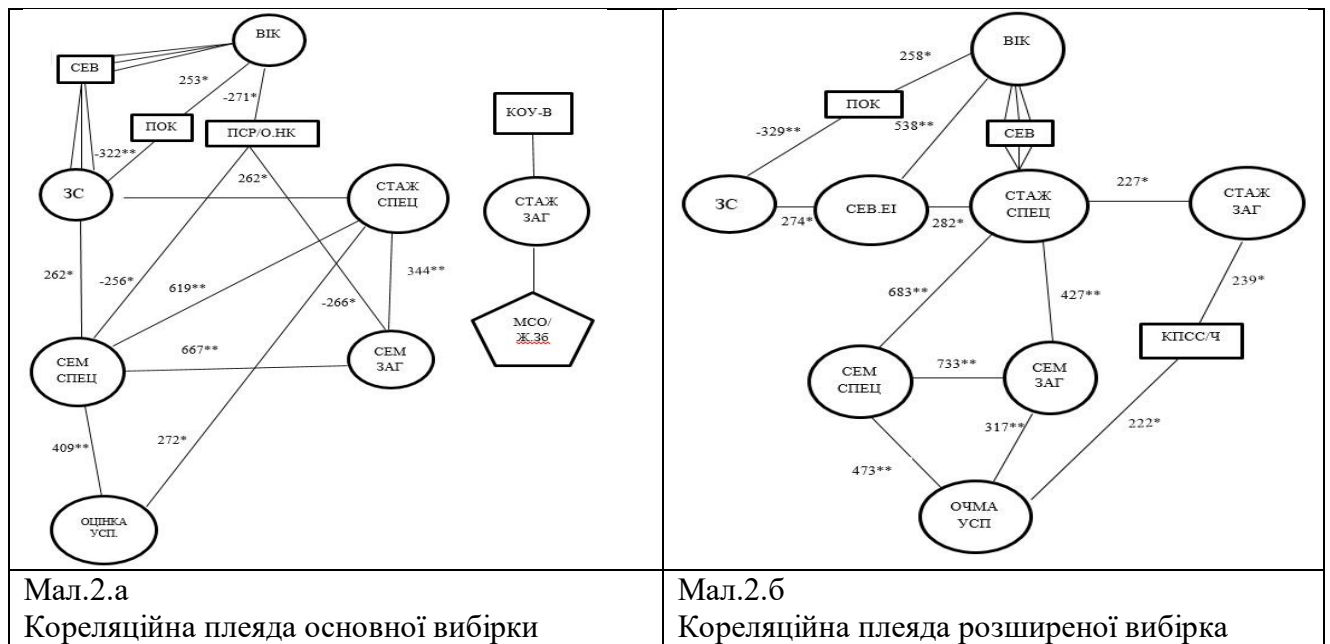 ВІК
СЕВ
253*
-271*
ПОК
ПСР/О.НК
КОУ-В
-322**
262*
ЗС
СТАЖ
СПЕЦ
СТАЖ
ЗАГ
262*
-256*
619**
344**
-266*
МСО/
Ж.Зб
667**
СЕМ
СПЕЦ
СЕМ
ЗАГ
409**
272*
ОЦІНКА
УСП.
ВІК
258*
ПОК
-329**
538**
СЕВ
ЗС
274*
СЕВ.ЕІ
282*
СТАЖ
СПЕЦ
227*
СТАЖ
ЗАГ
683**
427**
239*
КПСС/Ч
СЕМ
СПЕЦ
733**
СЕМ
ЗАГ
317**
222*
473**
ОЧМА
УСП
Мал.2.а
Кореляційна плеяда основної вибірки
Мал.2.б
Кореляційна плеяда розширеної вибірка